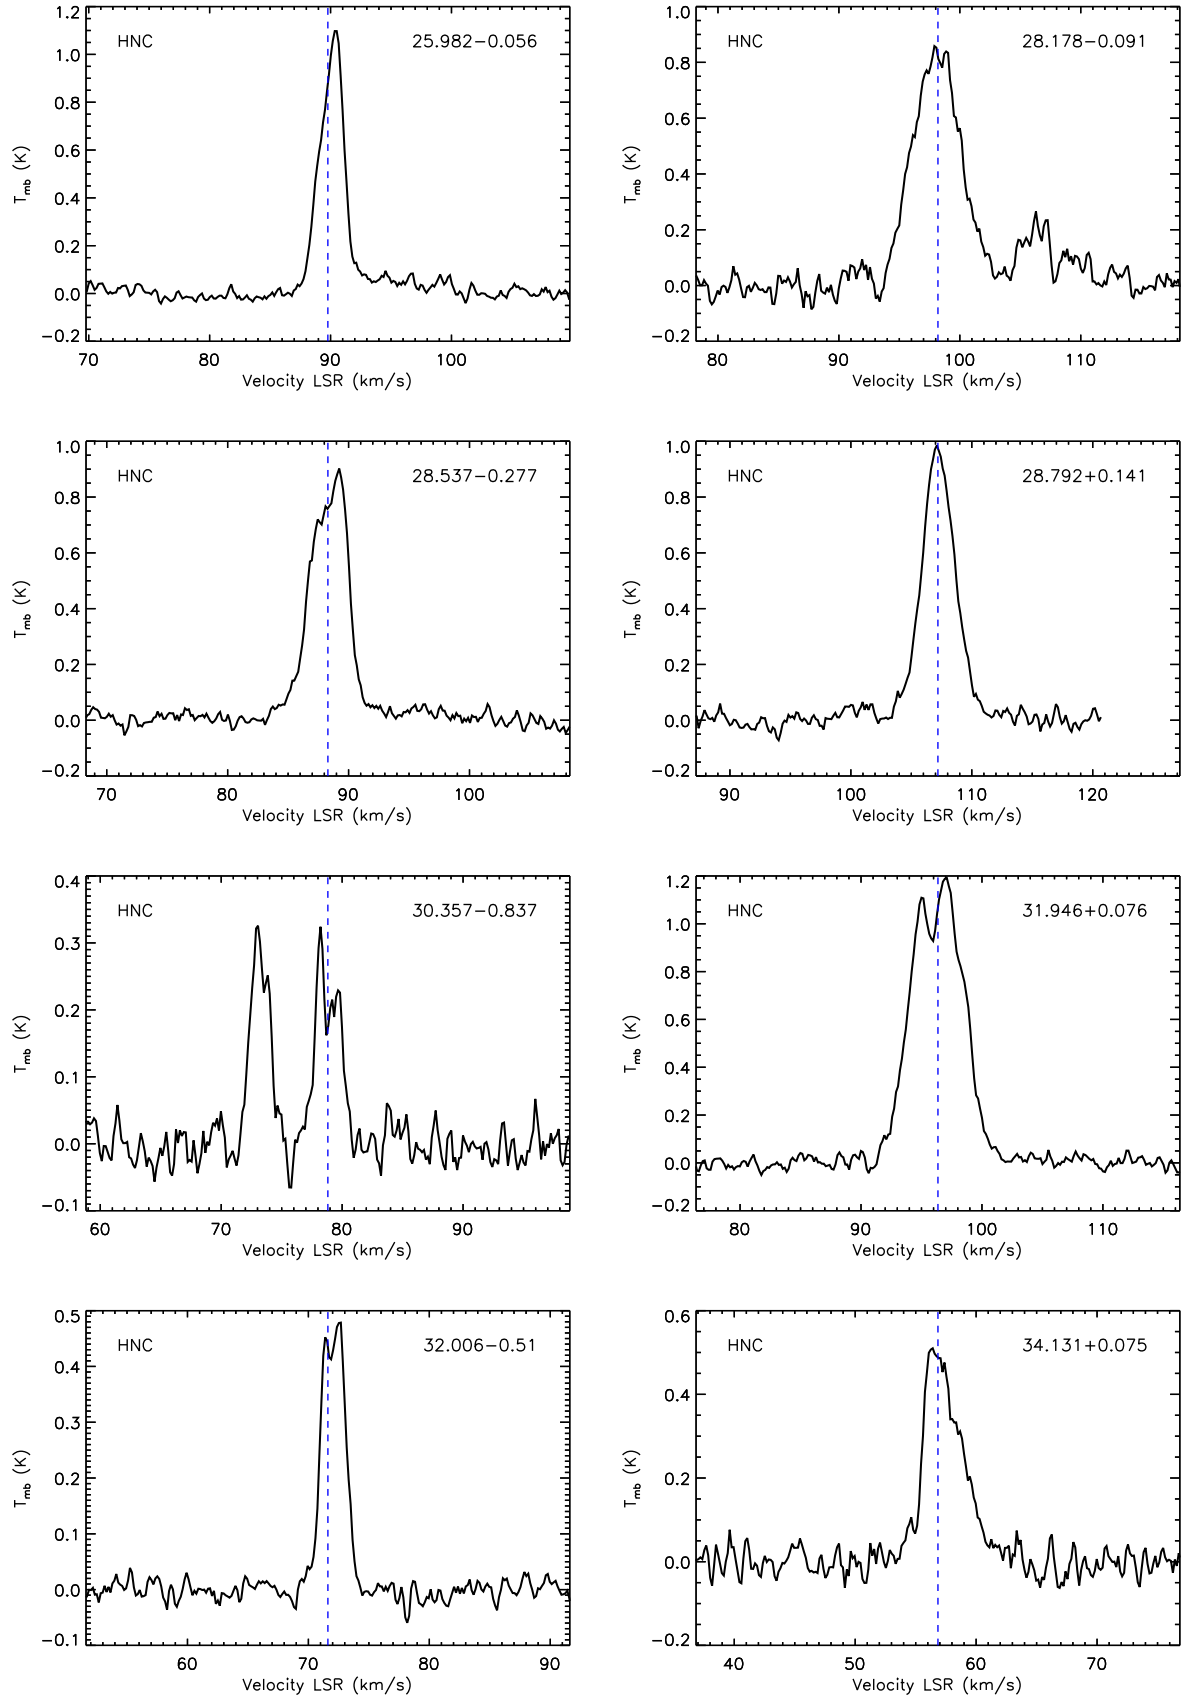 HNC 25.982−0.056
1.2
1.0
0.8
0.6
0.4
0.2
0.0
−0.2
T_mb (K)
70 80 90 100
Velocity LSR (km/s)
HNC 28.178−0.091
1.0
0.8
0.6
0.4
0.2
0.0
−0.2
T_mb (K)
80 90 100 110
Velocity LSR (km/s)
HNC 28.537−0.277
1.0
0.8
0.6
0.4
0.2
0.0
−0.2
T_mb (K)
70 80 90 100
Velocity LSR (km/s)
HNC 28.792+0.141
1.0
0.8
0.6
0.4
0.2
0.0
−0.2
T_mb (K)
90 100 110 120
Velocity LSR (km/s)
HNC 30.357−0.837
0.4
0.3
0.2
0.1
0.0
−0.1
T_mb (K)
60 70 80 90
Velocity LSR (km/s)
HNC 31.946+0.076
1.2
1.0
0.8
0.6
0.4
0.2
0.0
−0.2
T_mb (K)
80 90 100 110
Velocity LSR (km/s)
HNC 32.006−0.51
0.5
0.4
0.3
0.2
0.1
0.0
−0.1
T_mb (K)
60 70 80 90
Velocity LSR (km/s)
HNC 34.131+0.075
0.6
0.4
0.2
0.0
−0.2
T_mb (K)
40 50 60 70
Velocity LSR (km/s)